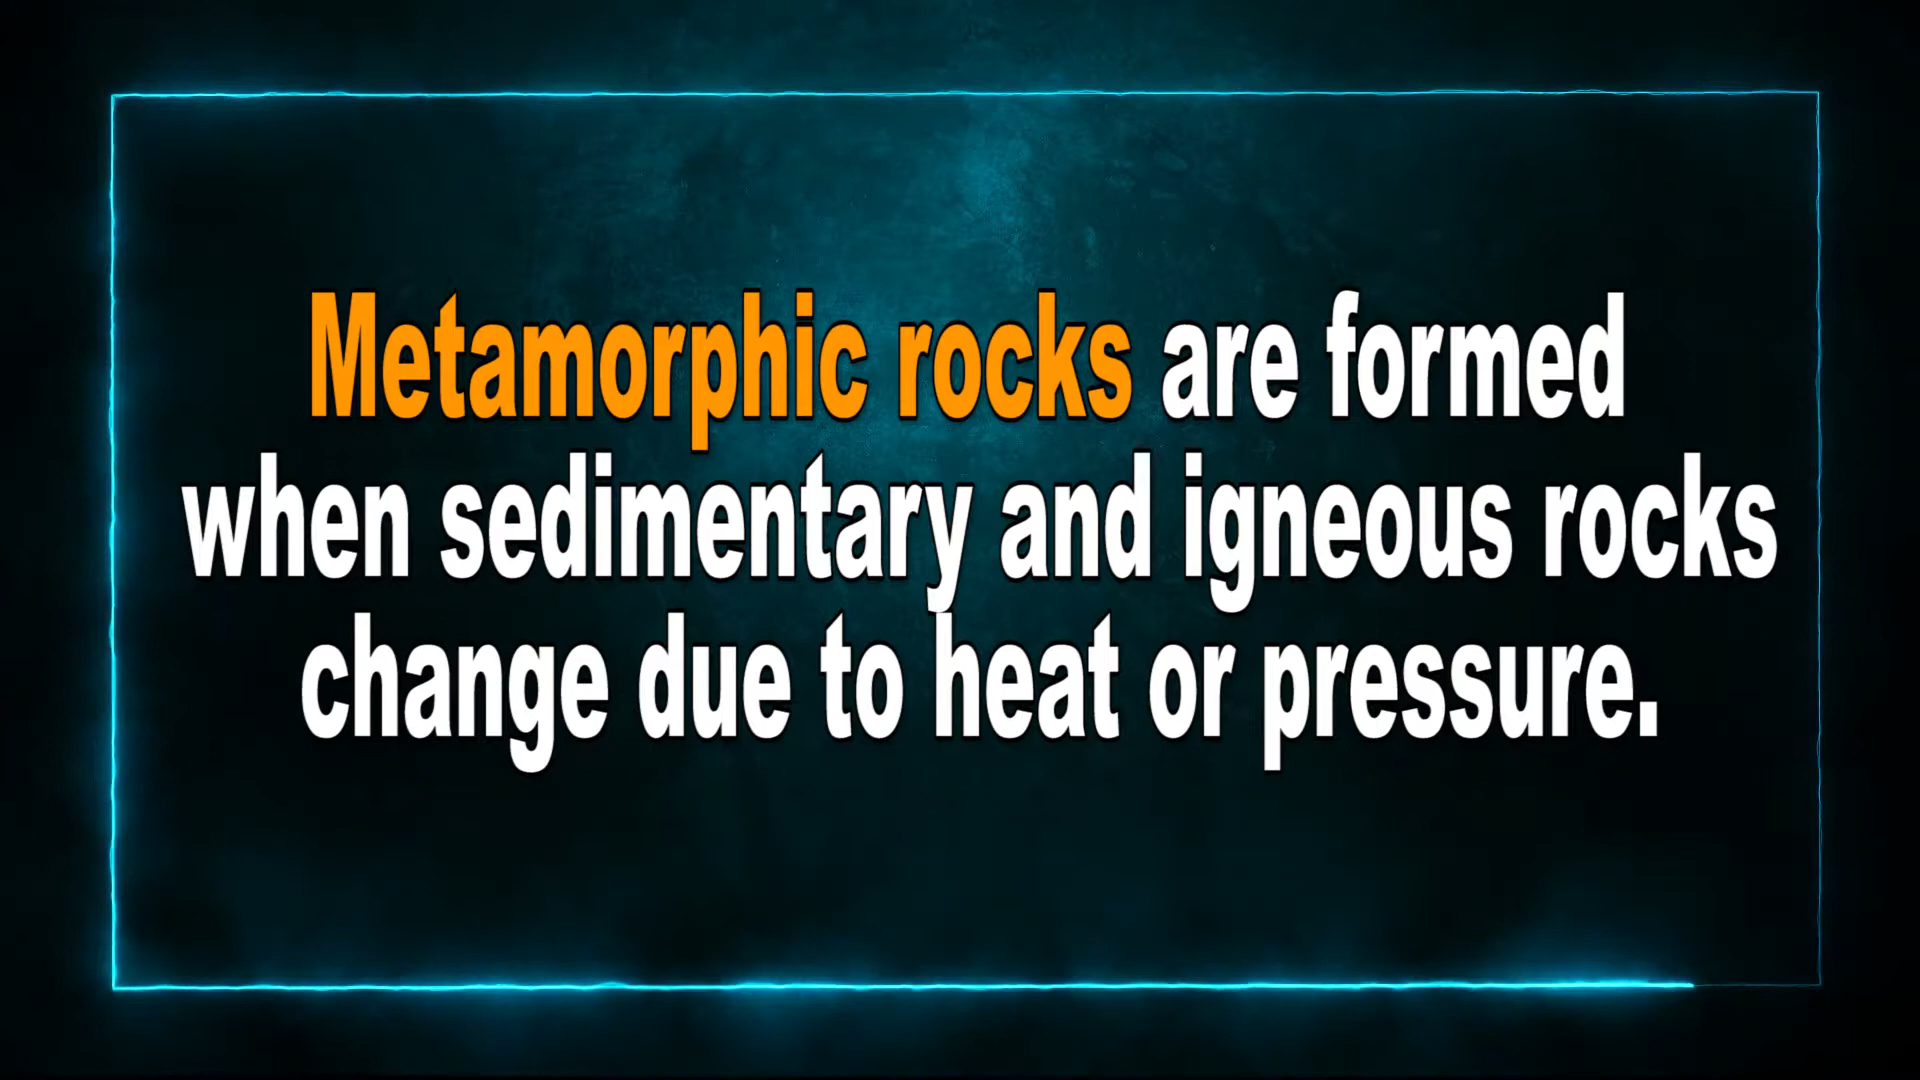 Metamorphic rocks are formed
when sedimentary and igneous rocks
change due to heat or pressure.